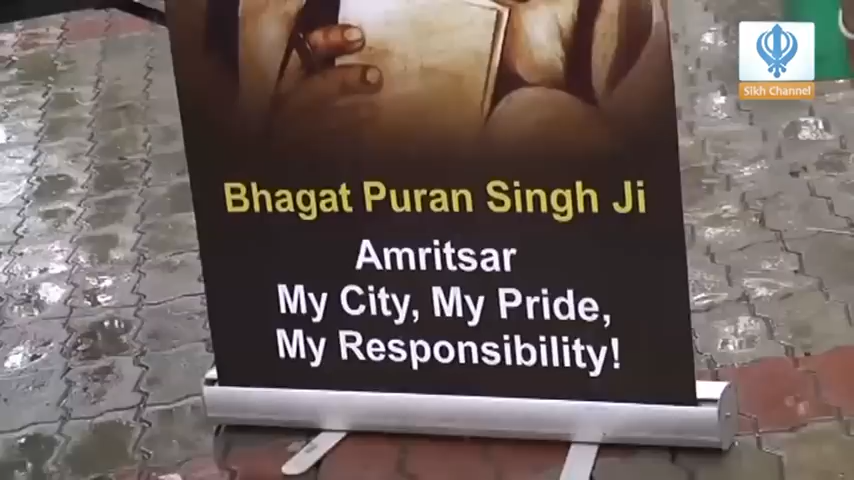 Sikh Channel
Bhagat Puran Singh Ji
Amritsar
My City, My Pride,
My Responsibility!